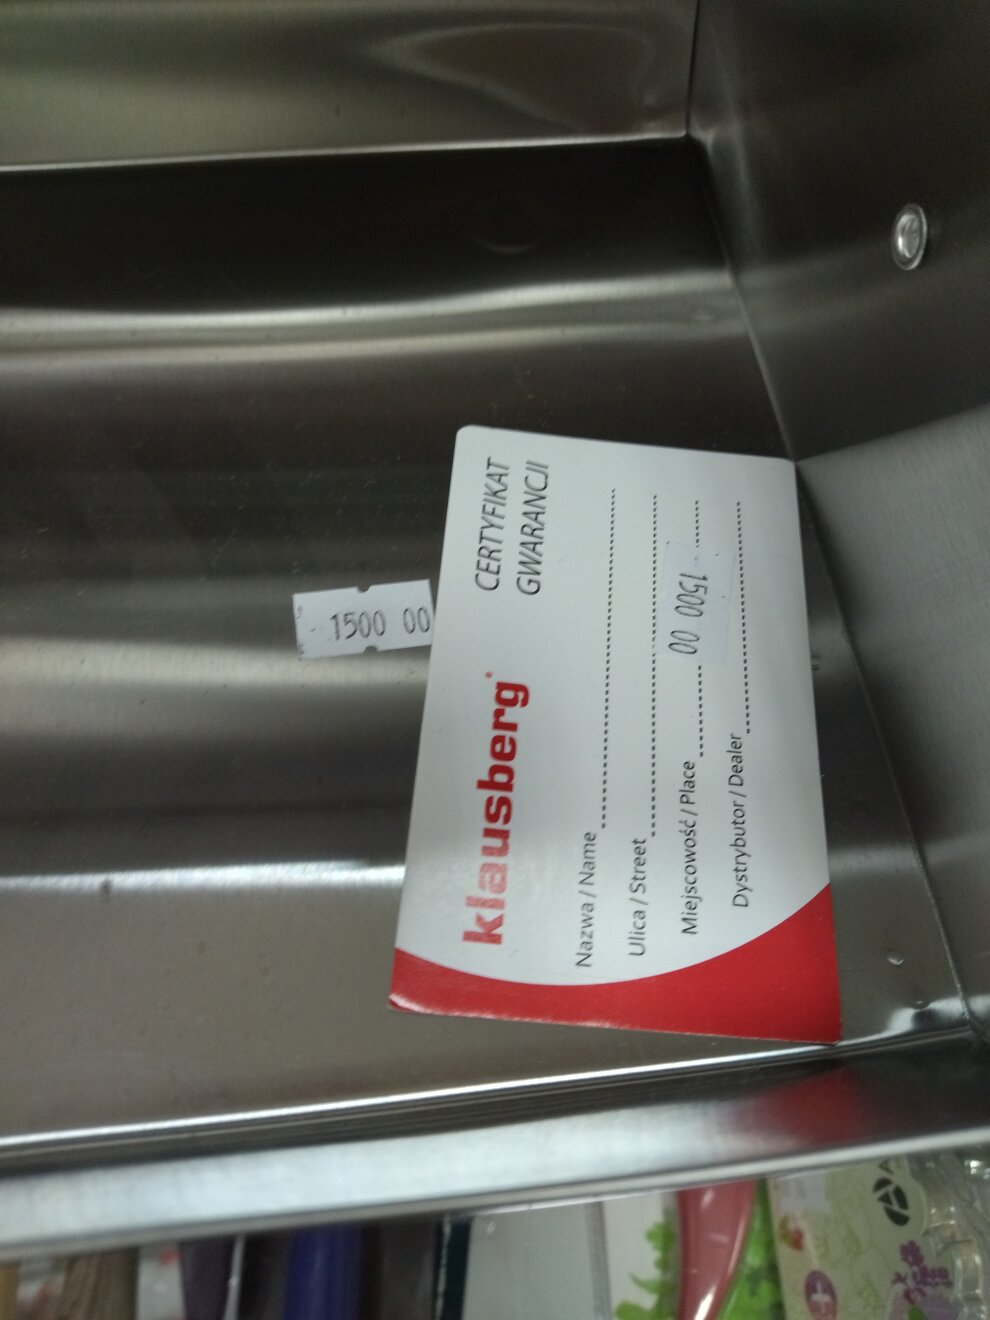 1500 00
klausberg
CERTYFIKAT
GWARANCJI
Nazwa / Name
Ulica / Street
Miejscowość / Place
1500 00
Dystrybutor / Dealer